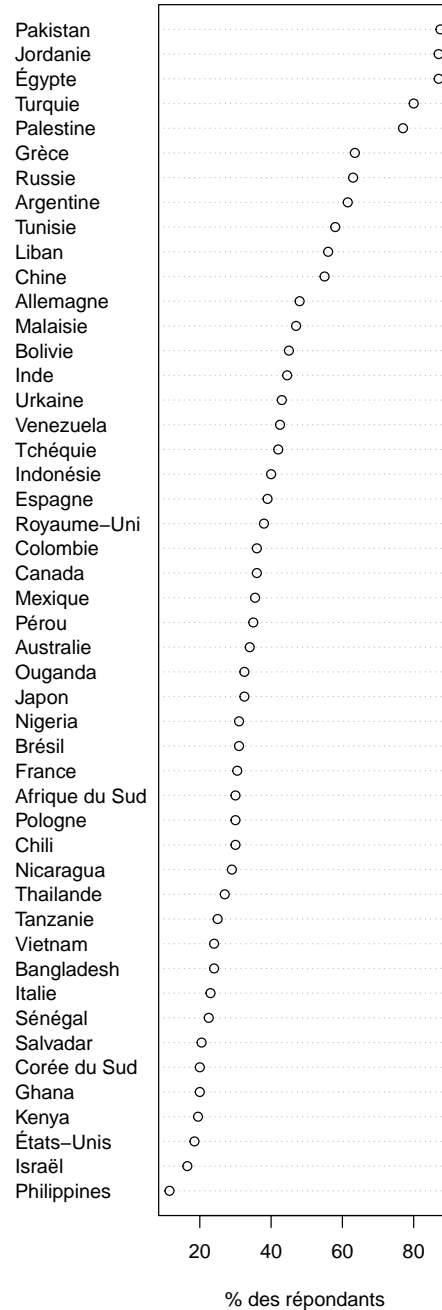 Pakistan
Jordanie
Égypte
Turquie
Palestine
Grèce
Russie
Argentine
Tunisie
Liban
Chine
Allemagne
Malaisie
Bolivie
Inde
Urkaine
Venezuela
Tchéquie
Indonésie
Espagne
Royaume−Uni
Colombie
Canada
Mexique
Pérou
Australie
Ouganda
Japon
Nigeria
Brésil
France
Afrique du Sud
Pologne
Chili
Nicaragua
Thailande
Tanzanie
Vietnam
Bangladesh
Italie
Sénégal
Salvadar
Corée du Sud
Ghana
Kenya
États−Unis
Israël
Philippines
20 40 60 80
% des répondants